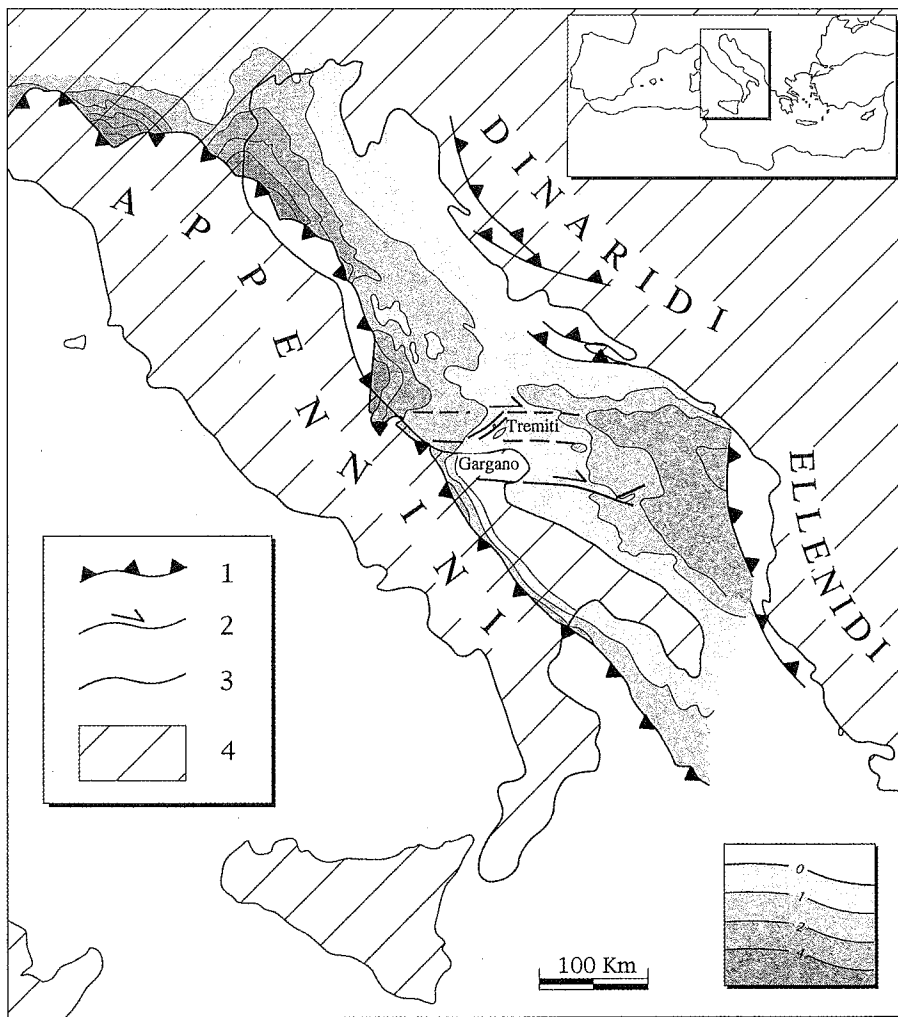 DINARIDI
APPENNINI
Tremiti
Gargano
ELLENIDI
1
2
3
4
0
1
2
4
100 Km